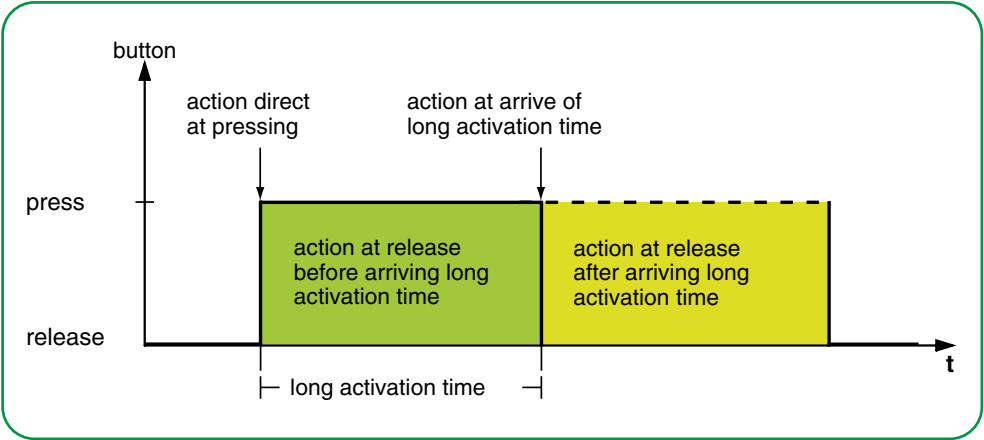 button
action direct
at pressing
action at arrive of
long activation time
press
action at release
before arriving long
activation time
action at release
after arriving long
activation time
release
t
long activation time